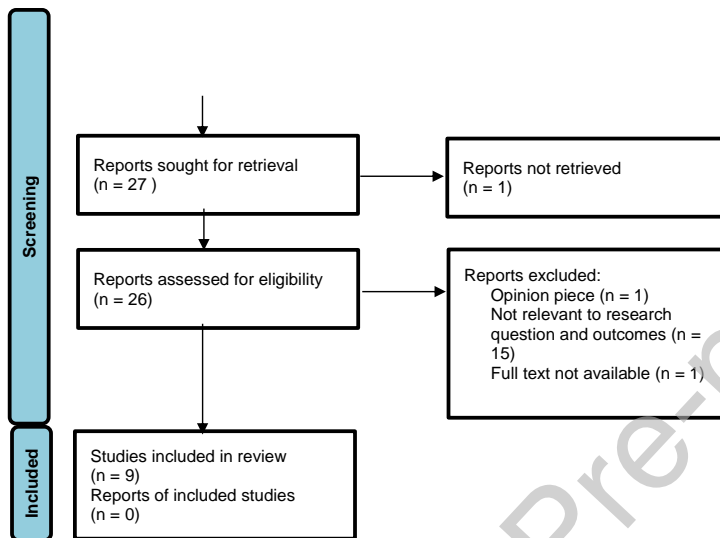 Screening
Reports sought for retrieval
(n = 27 )
Reports not retrieved
(n = 1)
Reports assessed for eligibility
(n = 26)
Reports excluded:
Opinion piece (n = 1)
Not relevant to research
question and outcomes (n =
15)
Full text not available (n = 1)
Included
Studies included in review
(n = 9)
Reports of included studies
(n = 0)